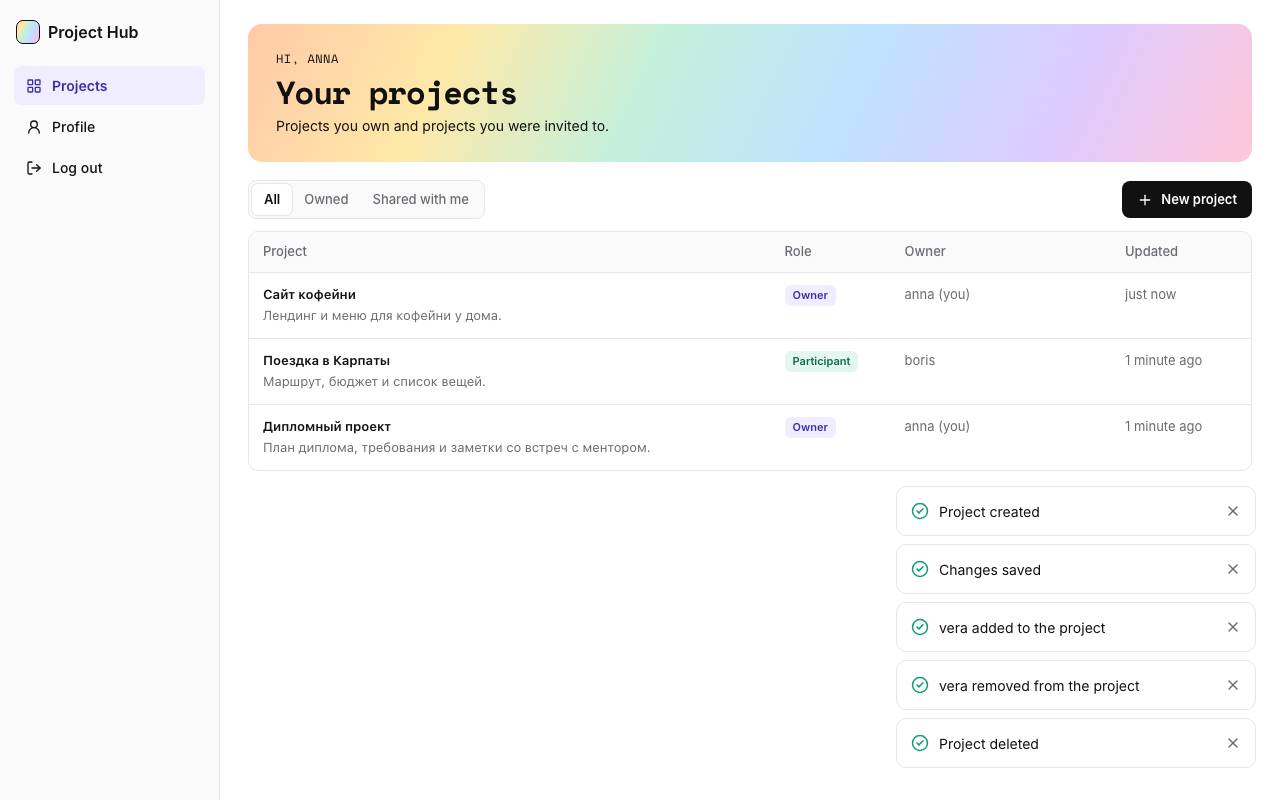 Project Hub
Projects
Profile
Log out
HI, ANNA
Your projects
Projects you own and projects you were invited to.
All Owned Shared with me
New project
Project Role Owner Updated
Сайт кофейни Owner anna (you) just now
Лендинг и меню для кофейни у дома.
Поездка в Карпаты Participant boris 1 minute ago
Маршрут, бюджет и список вещей.
Дипломный проект Owner anna (you) 1 minute ago
План диплома, требования и заметки со встреч с ментором.
Project created
Changes saved
vera added to the project
vera removed from the project
Project deleted